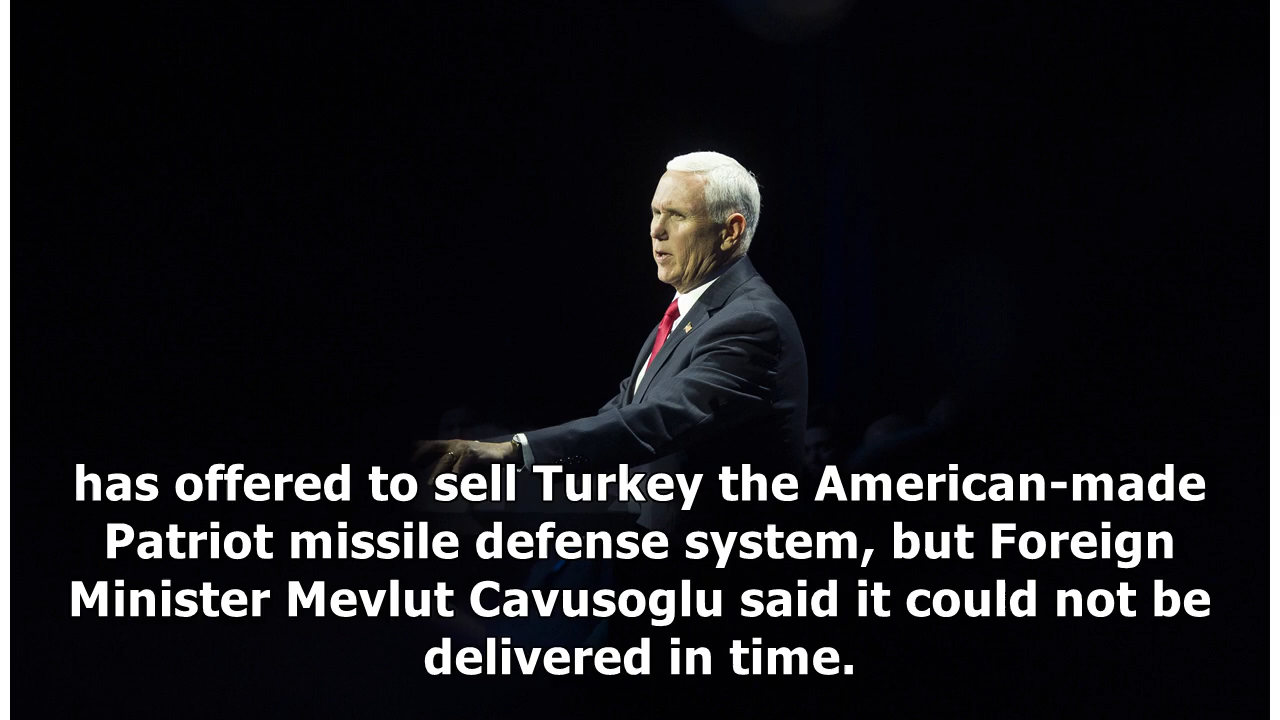 has offered to sell Turkey the American-made
Patriot missile defense system, but Foreign
Minister Mevlut Cavusoglu said it could not be
delivered in time.